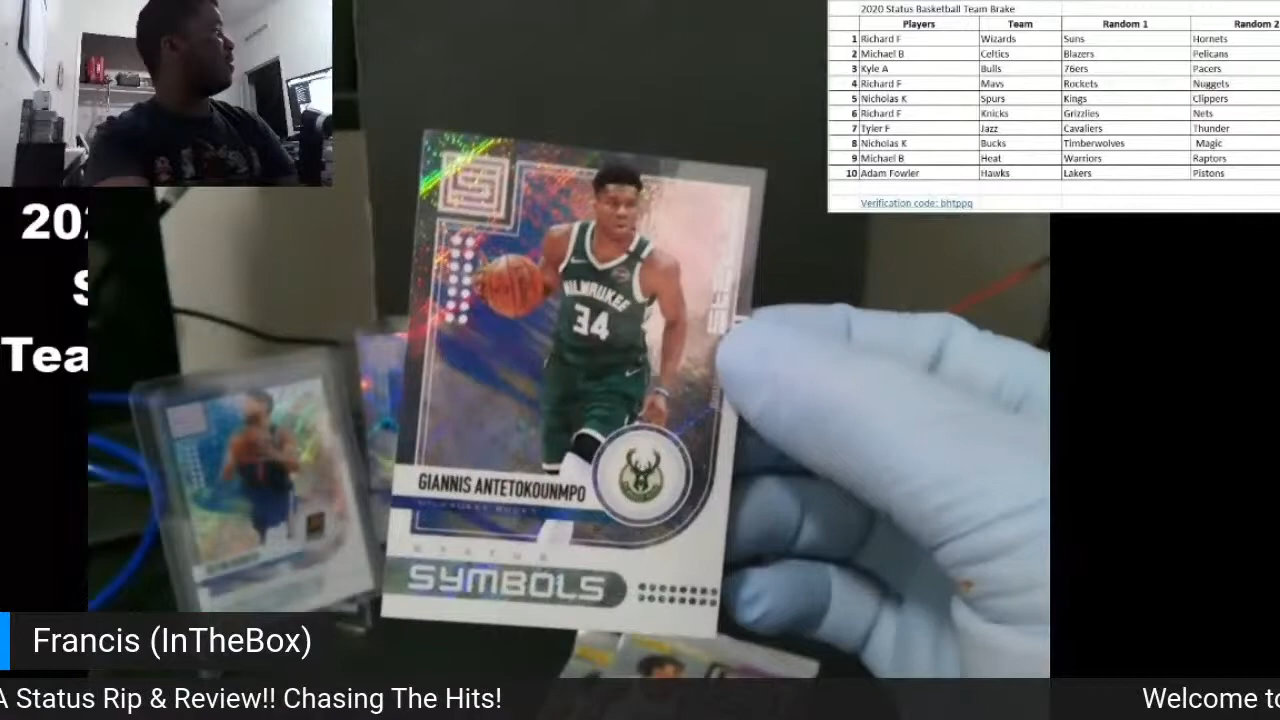 2020 Status Basketball Team Brake
Players Team Random 1 Random 2
1 Richard F Wizards Suns Hornets
2 Michael B Celtics Blazers Pelicans
3 Kyle A Bulls 76ers Pacers
4 Richard F Mavs Rockets Nuggets
5 Nicholas K Spurs Kings Clippers
6 Richard F Knicks Grizzlies Nets
7 Tyler F Jazz Cavaliers Thunder
8 Nicholas K Bucks Timberwolves Magic
9 Michael B Heat Warriors Raptors
10 Adam Fowler Hawks Lakers Pistons
Verification code: bhtppq
202
S
Tea
MILWAUKEE
34
GIANNIS ANTETOKOUNMPO
MILWAUKEE BUCKS
STATUS
SYMBOLS
Francis (InTheBox)
A Status Rip & Review!! Chasing The Hits!
Welcome to